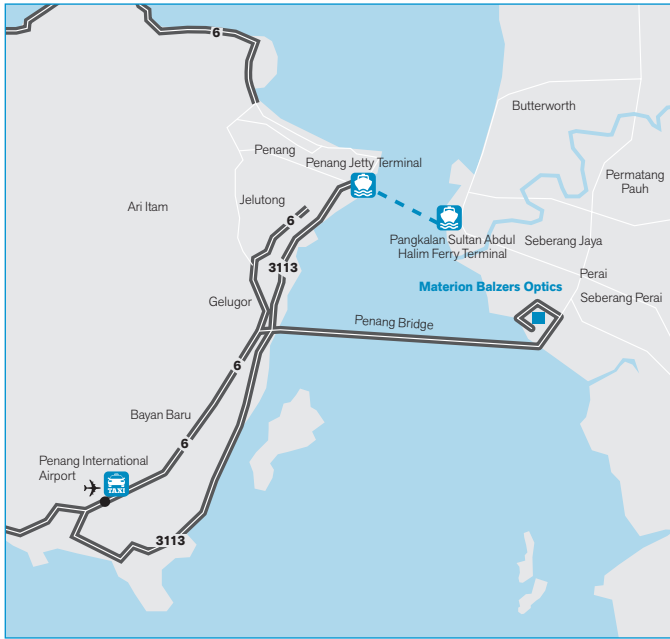 6
Butterworth
Penang
Penang Jetty Terminal
Permatang
Pauh
Jelutong
Ari Itam
6
Pangkalan Sultan Abdul
Halim Ferry Terminal
Seberang Jaya
3113
Perai
Materion Balzers Optics
Seberang Perai
Gelugor
Penang Bridge
6
Bayan Baru
6
Penang International
Airport
TAXI
3113